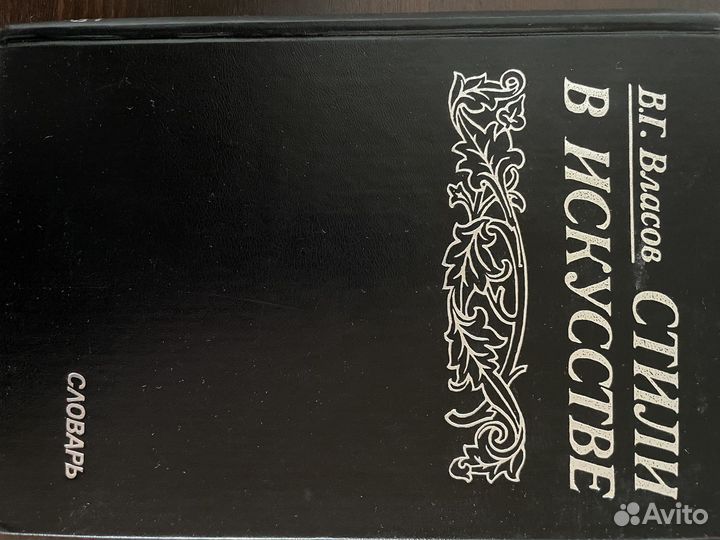 В.Г. Власов
СТИЛИ
В ИСКУССТВЕ
СЛОВАРЬ
Avito